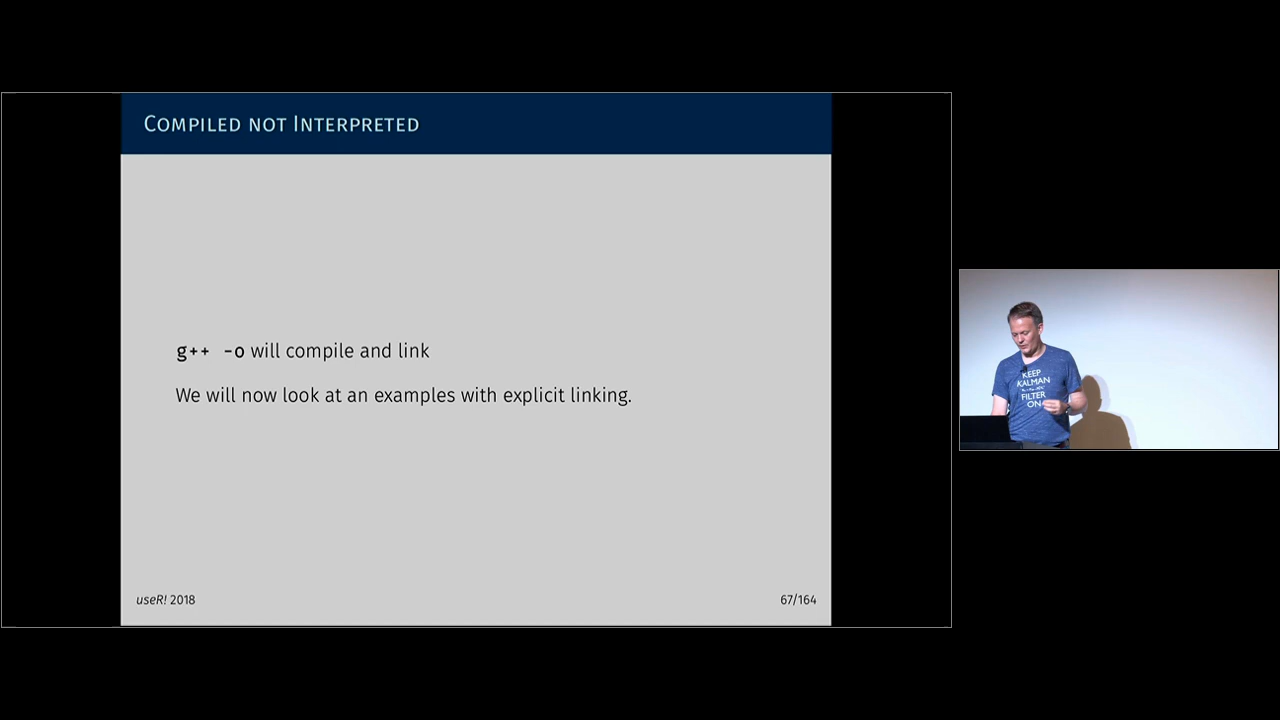 COMPILED NOT INTERPRETED
g++ -o will compile and link
We will now look at an examples with explicit linking.
useR! 2018
67/164
KEEP
KALMAN
FILTER
ON